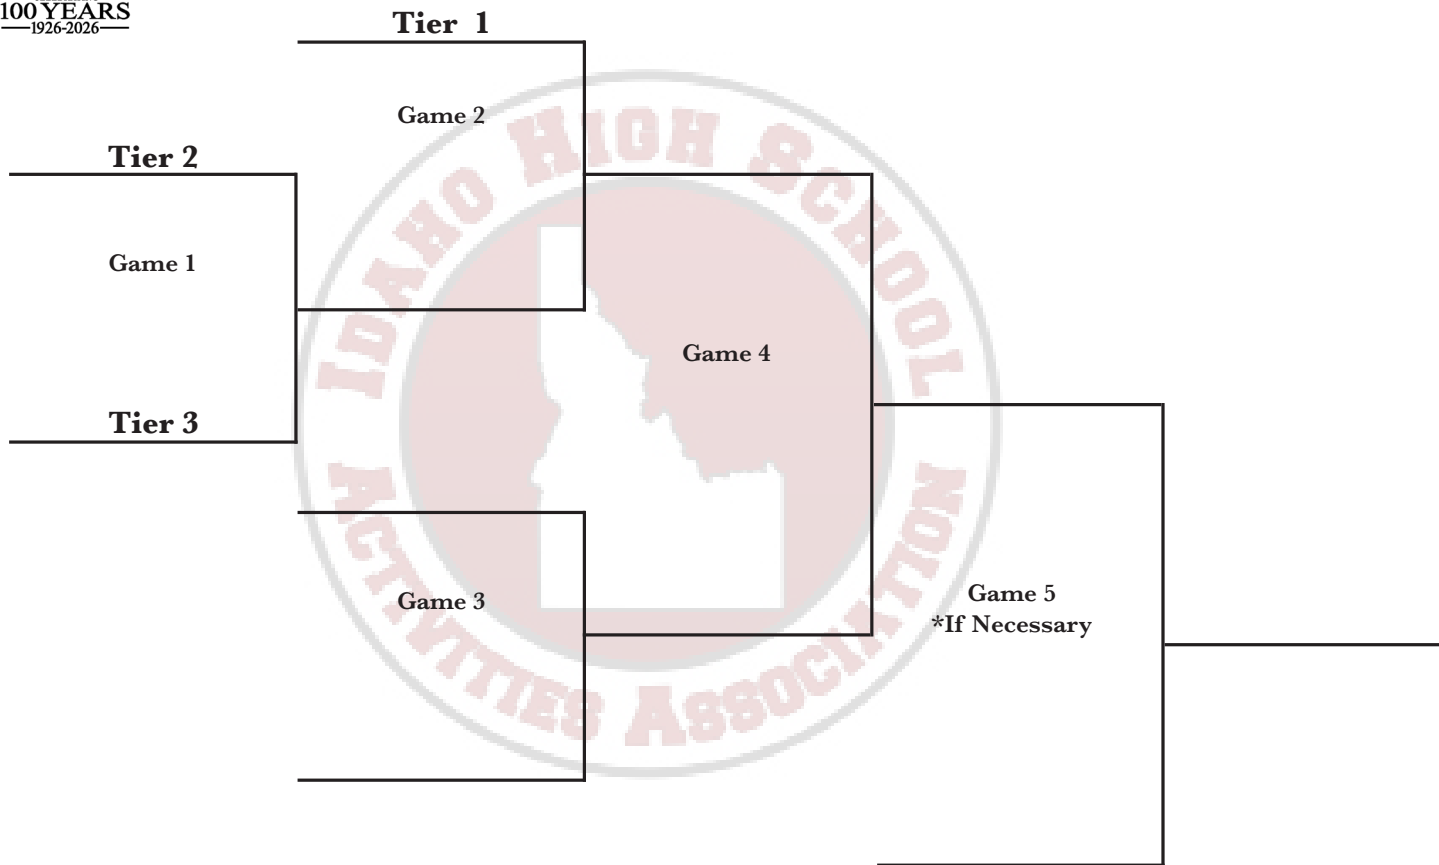 100 YEARS
1926-2026
Tier 1
Game 2
Tier 2
Game 1
Tier 3
Game 4
Game 3
Game 5
*If Necessary
IDAHO HIGH SCHOOL
ACTIVITIES ASSOCIATION